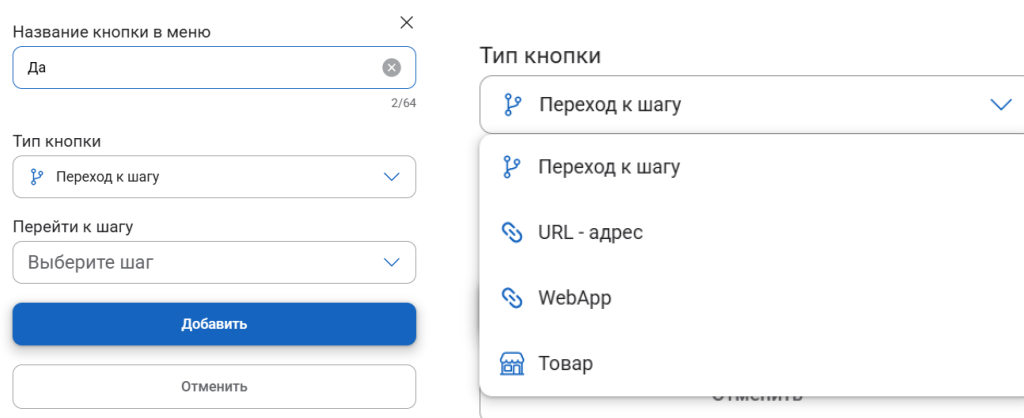 Название кнопки в меню
Да
2/64
Тип кнопки
Переход к шагу
Перейти к шагу
Выберите шаг
Добавить
Отменить
Тип кнопки
Переход к шагу
Переход к шагу
URL - адрес
WebApp
Товар
Отменить